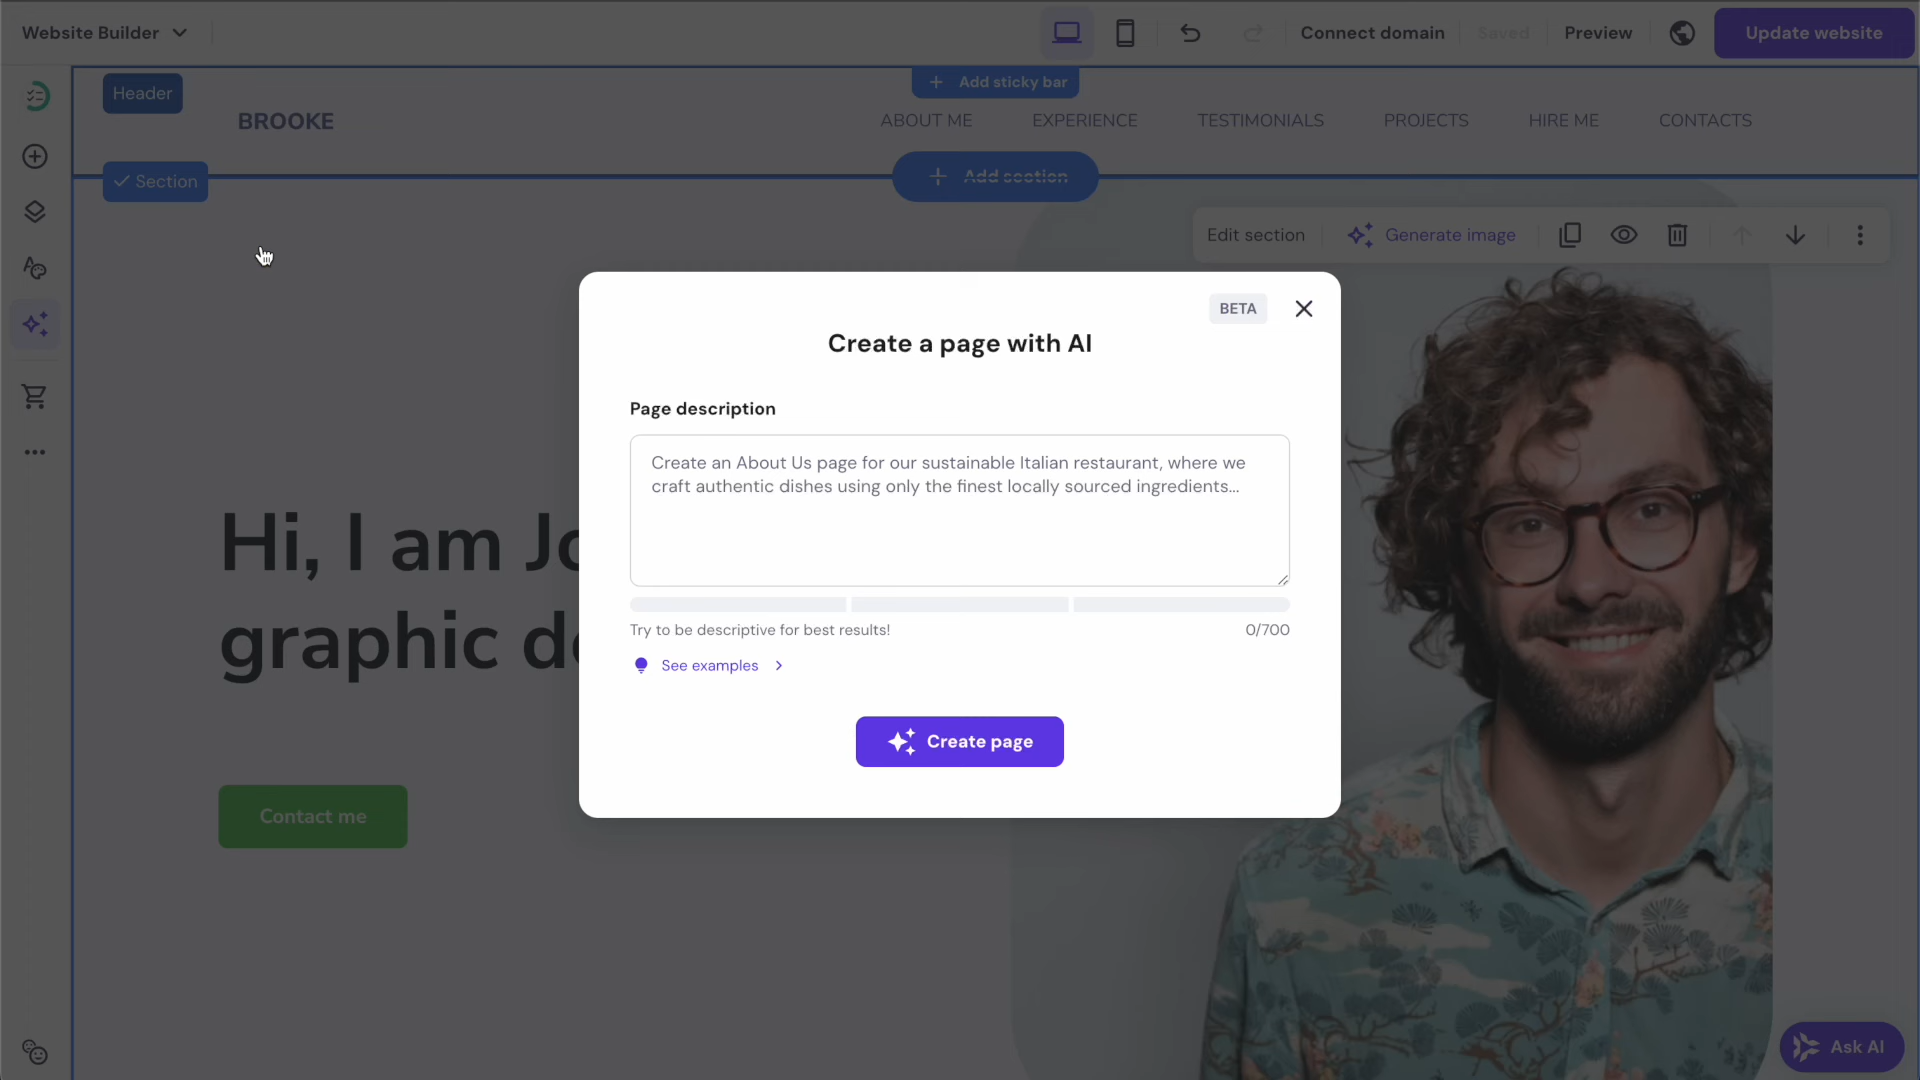 Website Builder
Connect domain
Saved
Preview
Update website
Header
Add sticky bar
BROOKE
ABOUT ME
EXPERIENCE
TESTIMONIALS
PROJECTS
HIRE ME
CONTACTS
Section
Add section
Edit section
Generate image
BETA
Create a page with AI
Page description
Create an About Us page for our sustainable Italian restaurant, where we
craft authentic dishes using only the finest locally sourced ingredients...
Try to be descriptive for best results!
0/700
See examples
Create page
Hi, I am Jo
graphic de
Contact me
Ask AI